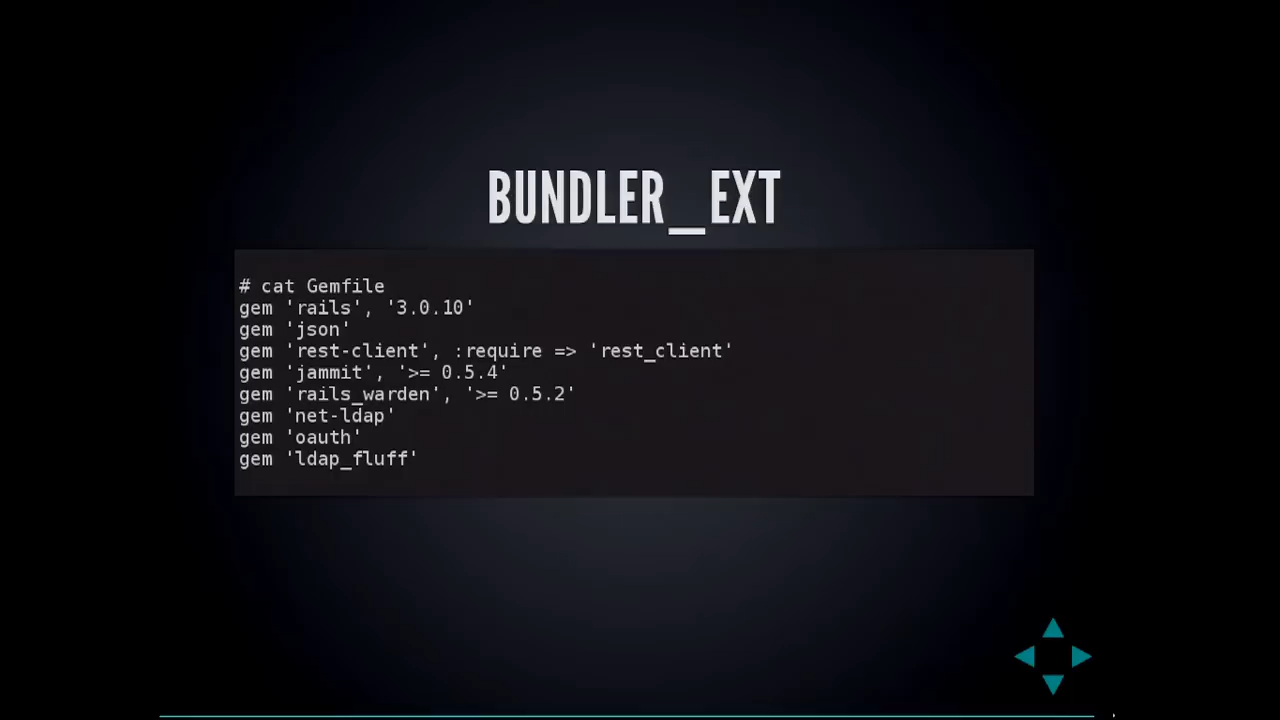 BUNDLER_EXT
# cat Gemfile
gem 'rails', '3.0.10'
gem 'json'
gem 'rest-client', :require => 'rest_client'
gem 'jammit', '>= 0.5.4'
gem 'rails_warden', '>= 0.5.2'
gem 'net-ldap'
gem 'oauth'
gem 'ldap_fluff'